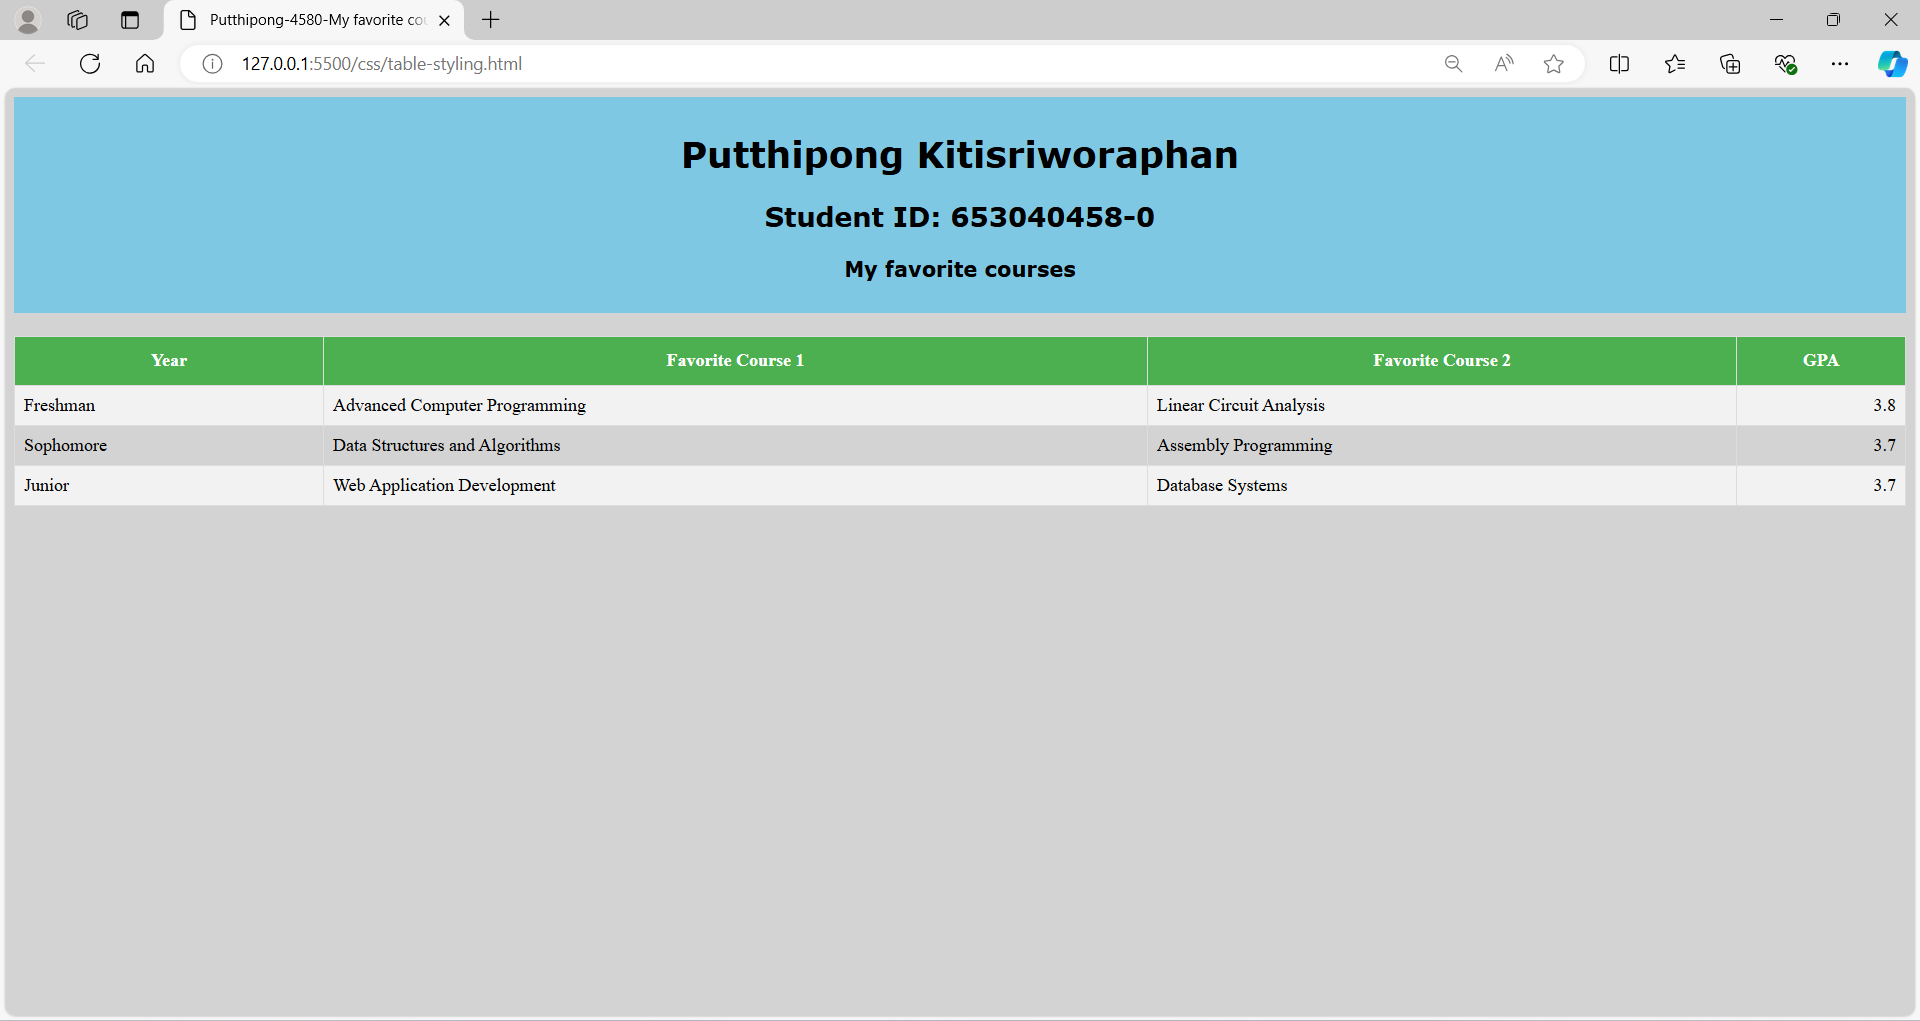 Putthipong-4580-My favorite co
127.0.0.1:5500/css/table-styling.html
Putthipong Kitisriworaphan
Student ID: 653040458-0
My favorite courses
Year Favorite Course 1 Favorite Course 2 GPA
Freshman Advanced Computer Programming Linear Circuit Analysis 3.8
Sophomore Data Structures and Algorithms Assembly Programming 3.7
Junior Web Application Development Database Systems 3.7